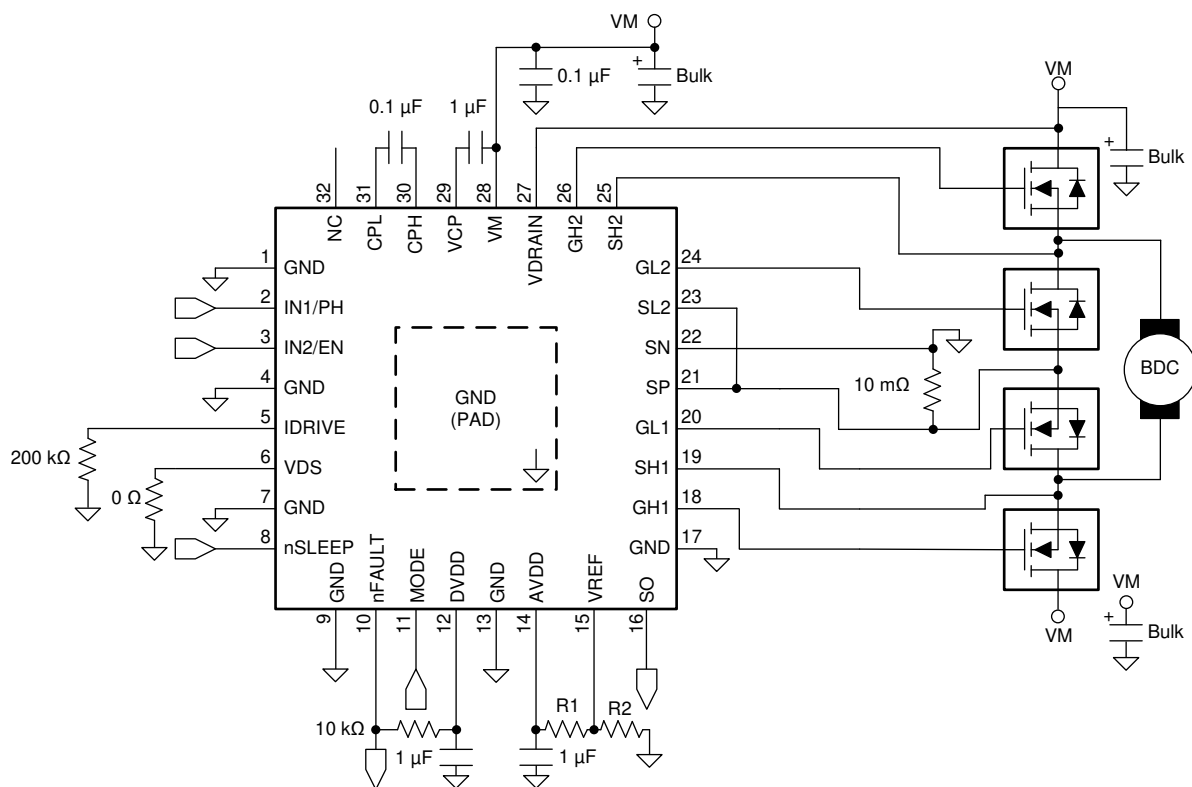 VM
0.1 µF
+
Bulk
VM
0.1 µF
1 µF
+
Bulk
32
31
30
29
28
27
26
25
NC
CPL
CPH
VCP
VM
VDRAIN
GH2
SH2
1
GND
2
IN1/PH
3
IN2/EN
4
GND
5
IDRIVE
6
VDS
7
GND
8
nSLEEP
200 kΩ
0 Ω
GND
(PAD)
GL2
24
SL2
23
SN
22
SP
21
GL1
20
SH1
19
GH1
18
GND
17
10 mΩ
BDC
GND
nFAULT
MODE
DVDD
GND
AVDD
VREF
SO
9
10
11
12
13
14
15
16
VM
VM
+
Bulk
10 kΩ
1 µF
R1
R2
1 µF